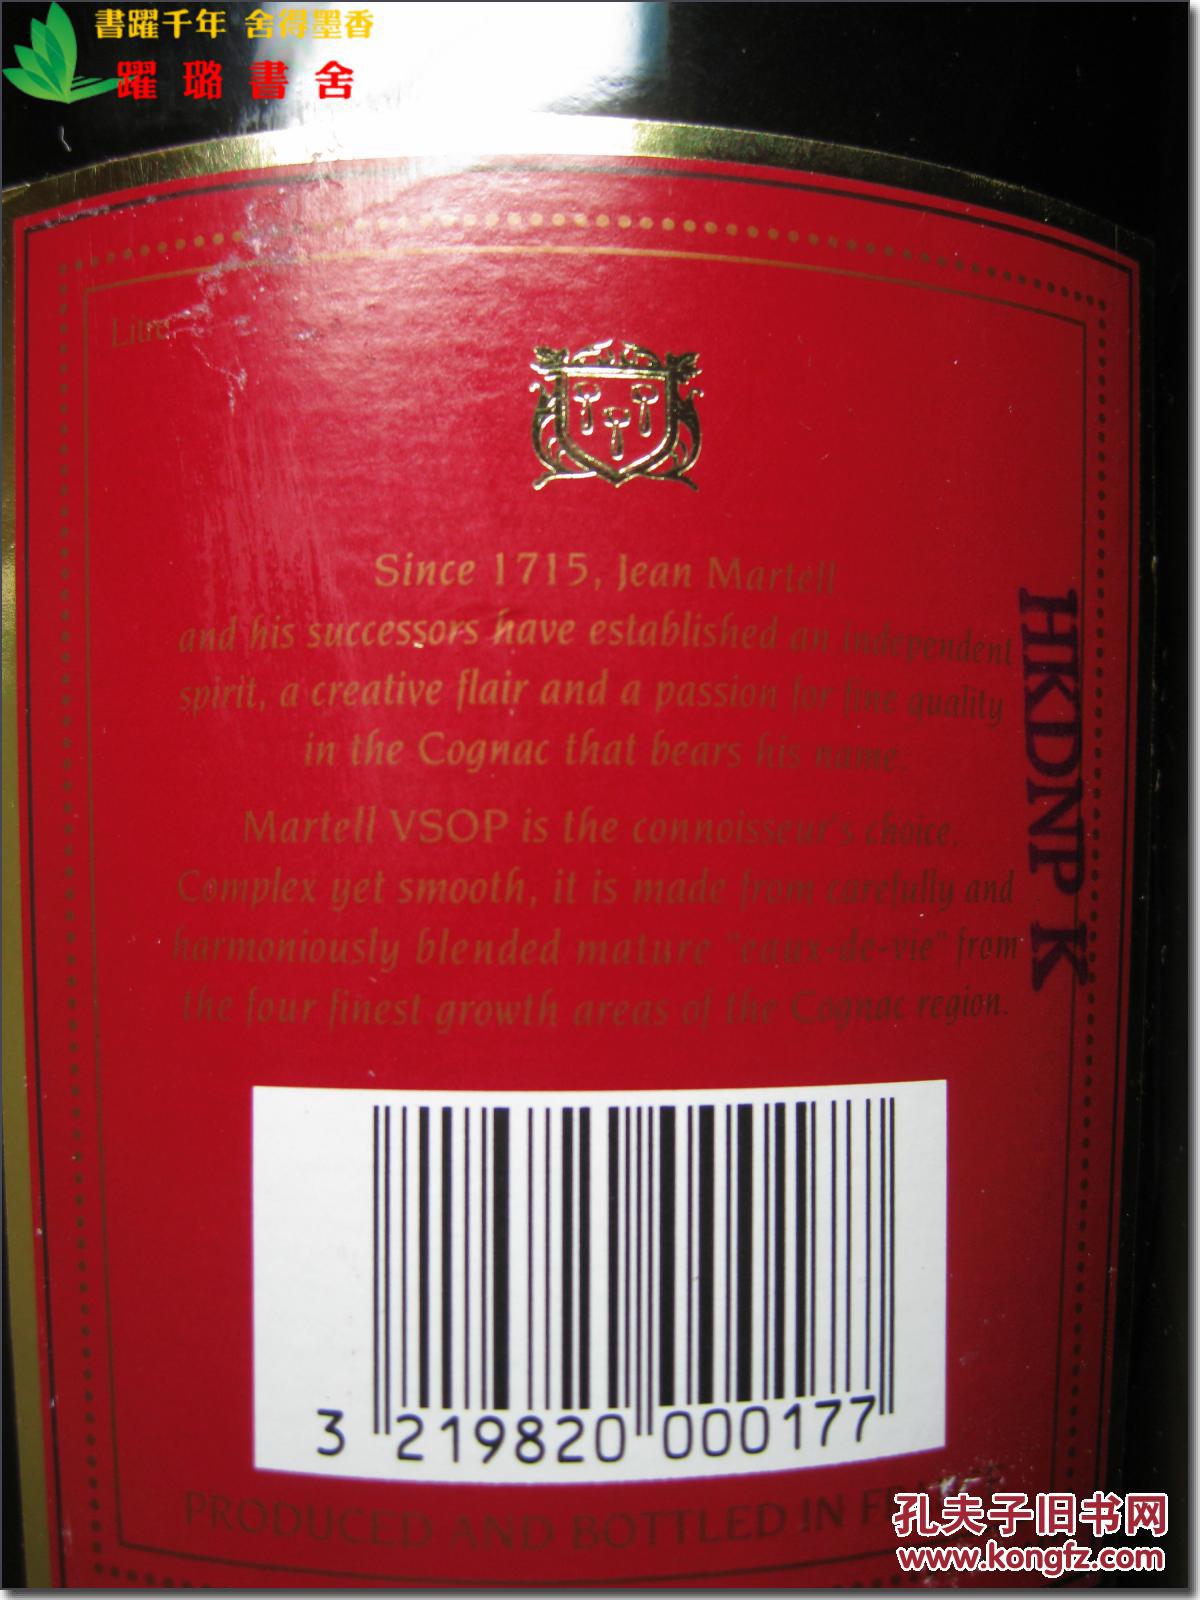 書躍千年 舍得墨香
躍璐書舍
Litre
Since 1715, Jean Martell
and his successors have established an independent
spirit, a creative flair and a passion for fine quality
in the Cognac that bears his name.
Martell VSOP is the connoisseur's choice.
Complex yet smooth, it is made from carefully and
harmoniously blended mature "eaux-de-vie" from
the four finest growth areas of the Cognac region.
HKDNP K
3 219820 000177
PRODUCED AND BOTTLED IN
孔夫子旧书网
www.kongfz.com